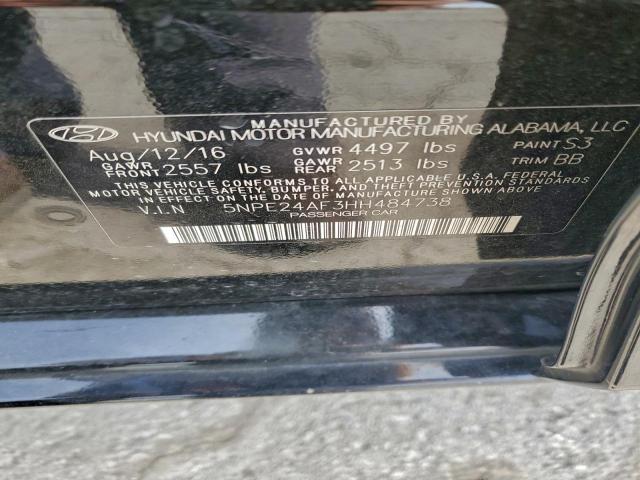 MANUFACTURED BY
HYUNDAI MOTOR MANUFACTURING ALABAMA, LLC
Aug/12/16 GVWR 4497 lbs PAINT S3
GAWR FRONT 2557 lbs GAWR REAR 2513 lbs TRIM BB
THIS VEHICLE CONFORMS TO ALL APPLICABLE U.S.A. FEDERAL
MOTOR VEHICLE SAFETY, BUMPER, AND THEFT PREVENTION STANDARDS
IN EFFECT ON THE DATE OF MANUFACTURE SHOWN ABOVE.
V.I.N 5NPE24AF3HH484738
PASSENGER CAR